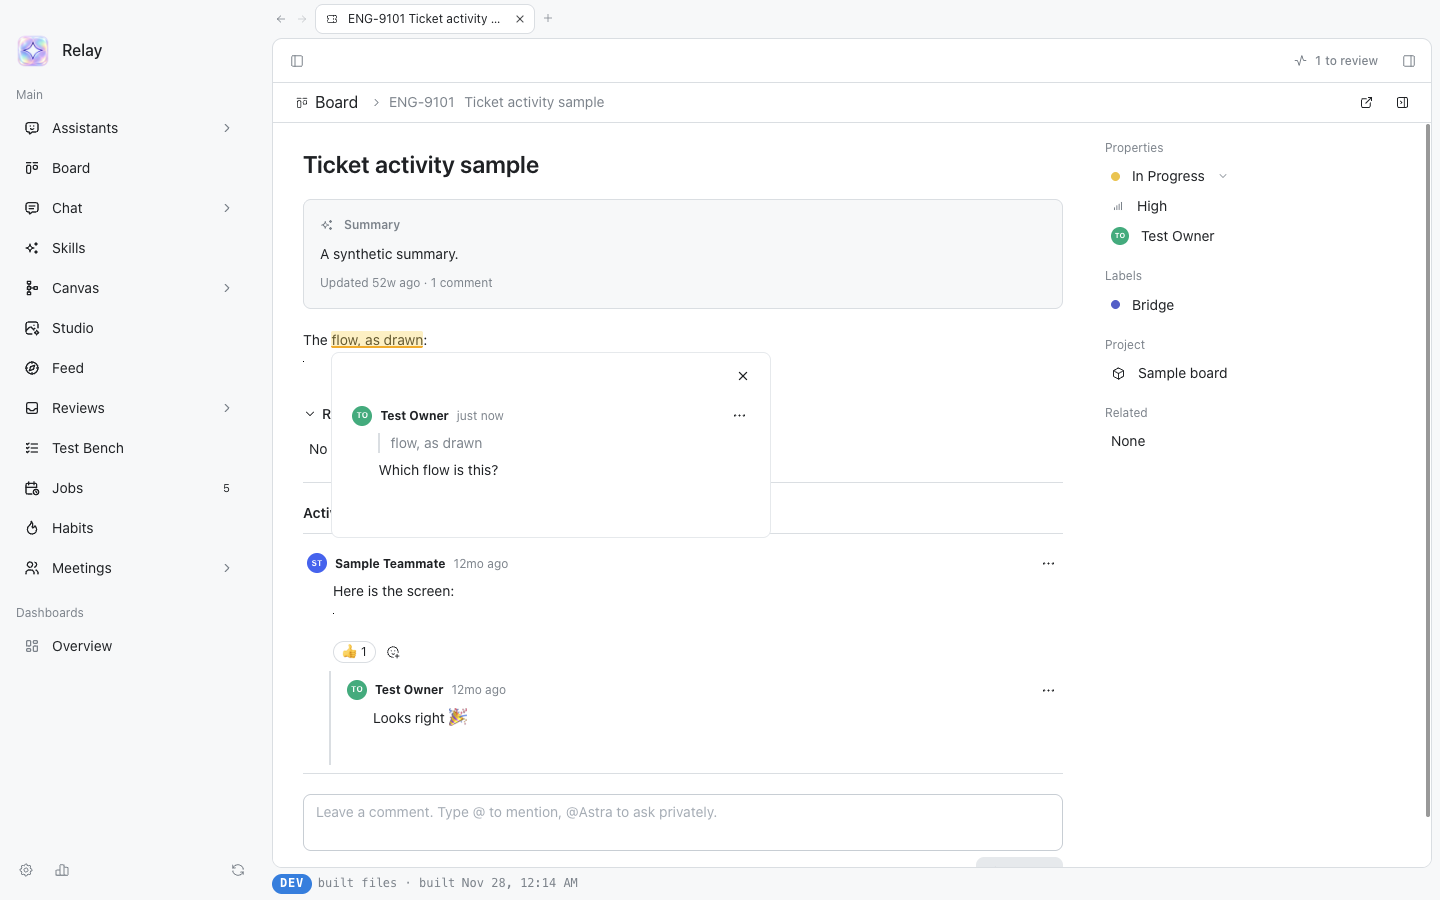 ENG-9101 Ticket activity ...
Relay
1 to review
Main
Assistants
Board
Chat
Skills
Canvas
Studio
Feed
Reviews
Test Bench
Jobs 5
Habits
Meetings
Dashboards
Overview
Board ENG-9101 Ticket activity sample
Ticket activity sample
Summary
A synthetic summary.
Updated 52w ago · 1 comment
The flow, as drawn:
No
TO Test Owner just now
flow, as drawn
Which flow is this?
ST Sample Teammate 12mo ago
Here is the screen:
👍 1
TO Test Owner 12mo ago
Looks right 🎉
Leave a comment. Type @ to mention, @Astra to ask privately.
Properties
In Progress
High
TO Test Owner
Labels
Bridge
Project
Sample board
Related
None
DEV built files · built Nov 28, 12:14 AM